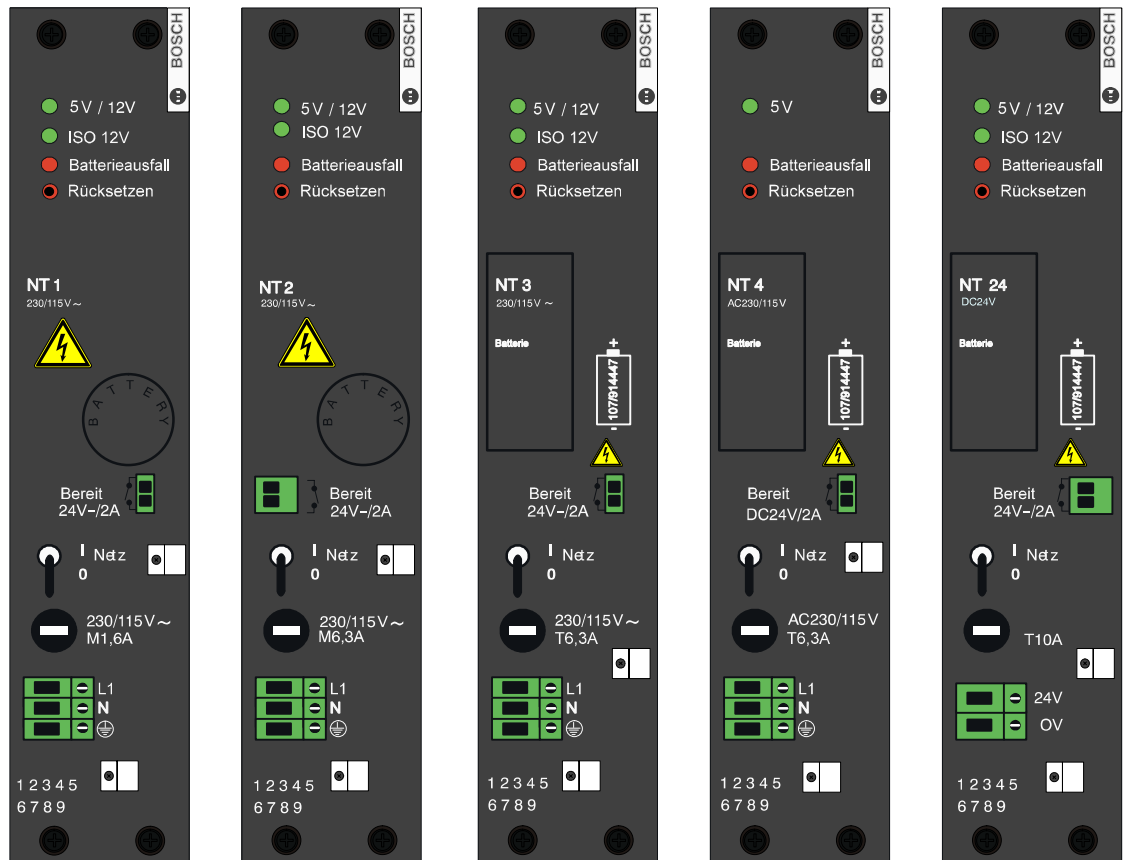 BOSCH
5V / 12V
ISO 12V
Batterieausfall
Rücksetzen
NT 1
230/115V ~
BATTERY
Bereit
24V–/2A
I Netz
0
230/115V ~
M1,6A
L1
N
1 2 3 4 5
6 7 8 9
BOSCH
5V / 12V
ISO 12V
Batterieausfall
Rücksetzen
NT 2
230/115V ~
BATTERY
Bereit
24V–/2A
I Netz
0
230/115V ~
M6,3A
L1
N
1 2 3 4 5
6 7 8 9
BOSCH
5V / 12V
ISO 12V
Batterieausfall
Rücksetzen
NT 3
230/115V ~
Batterie
+
107/914447
-
Bereit
24V–/2A
I Netz
0
230/115V ~
T6,3A
L1
N
1 2 3 4 5
6 7 8 9
BOSCH
5V
Batterieausfall
Rücksetzen
NT 4
AC230/115V
Batterie
+
107/914447
-
Bereit
DC24V/2A
I Netz
0
AC230/115V
T6,3A
L1
N
1 2 3 4 5
6 7 8 9
BOSCH
5V / 12V
ISO 12V
Batterieausfall
Rücksetzen
NT 24
DC24V
Batterie
+
107/914447
-
Bereit
24V–/2A
I Netz
0
T10A
24V
OV
1 2 3 4 5
6 7 8 9